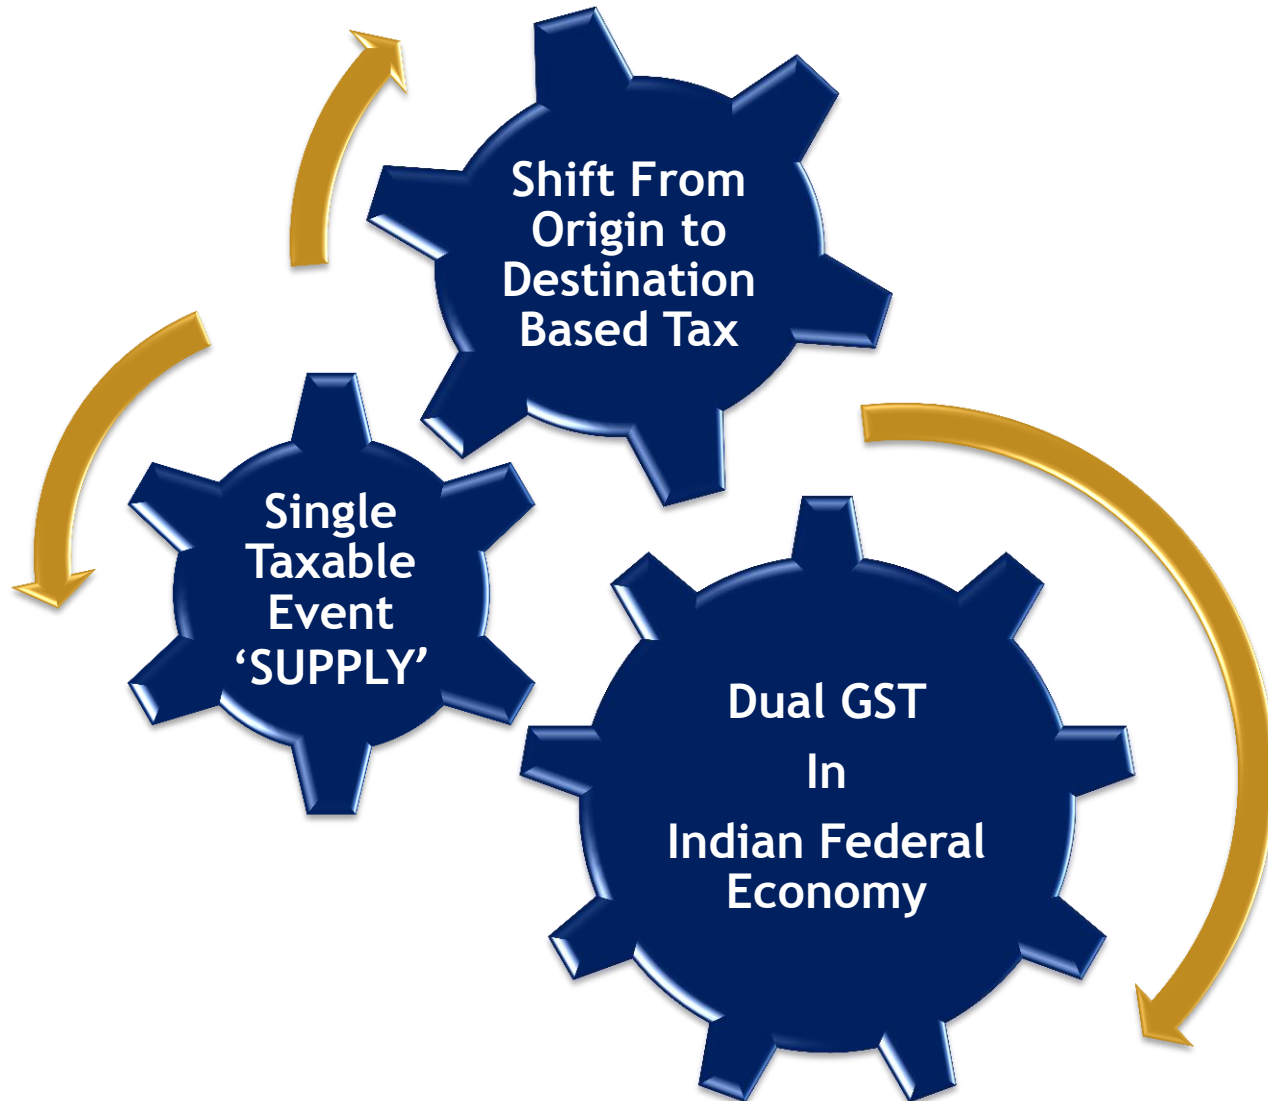 Shift From
Origin to
Destination
Based Tax
Single
Taxable
Event
‘SUPPLY’
Dual GST
In
Indian Federal
Economy